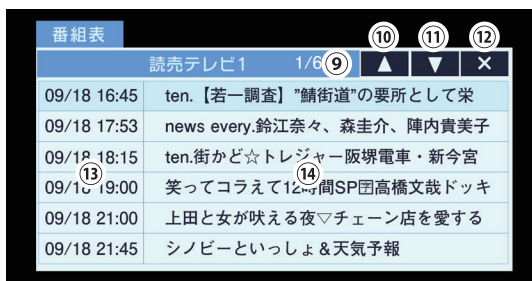 番組表
⑩ ⑪ ⑫
読売テレビ1 1/6 ⑨ ▲ ▼ ×
09/18 16:45 ten.【若一調査】”鯖街道”の要所として栄
09/18 17:53 news every.鈴江奈々、森圭介、陣内貴美子
09/18 18:15 ten.街かど☆トレジャー阪堺電車・新今宮
09/18 19:00 笑ってコラえて12時間SP🈑高橋文哉ドッキ
⑬ ⑭
09/18 21:00 上田と女が吠える夜▽チェーン店を愛する
09/18 21:45 シノビーといっしょ&天気予報